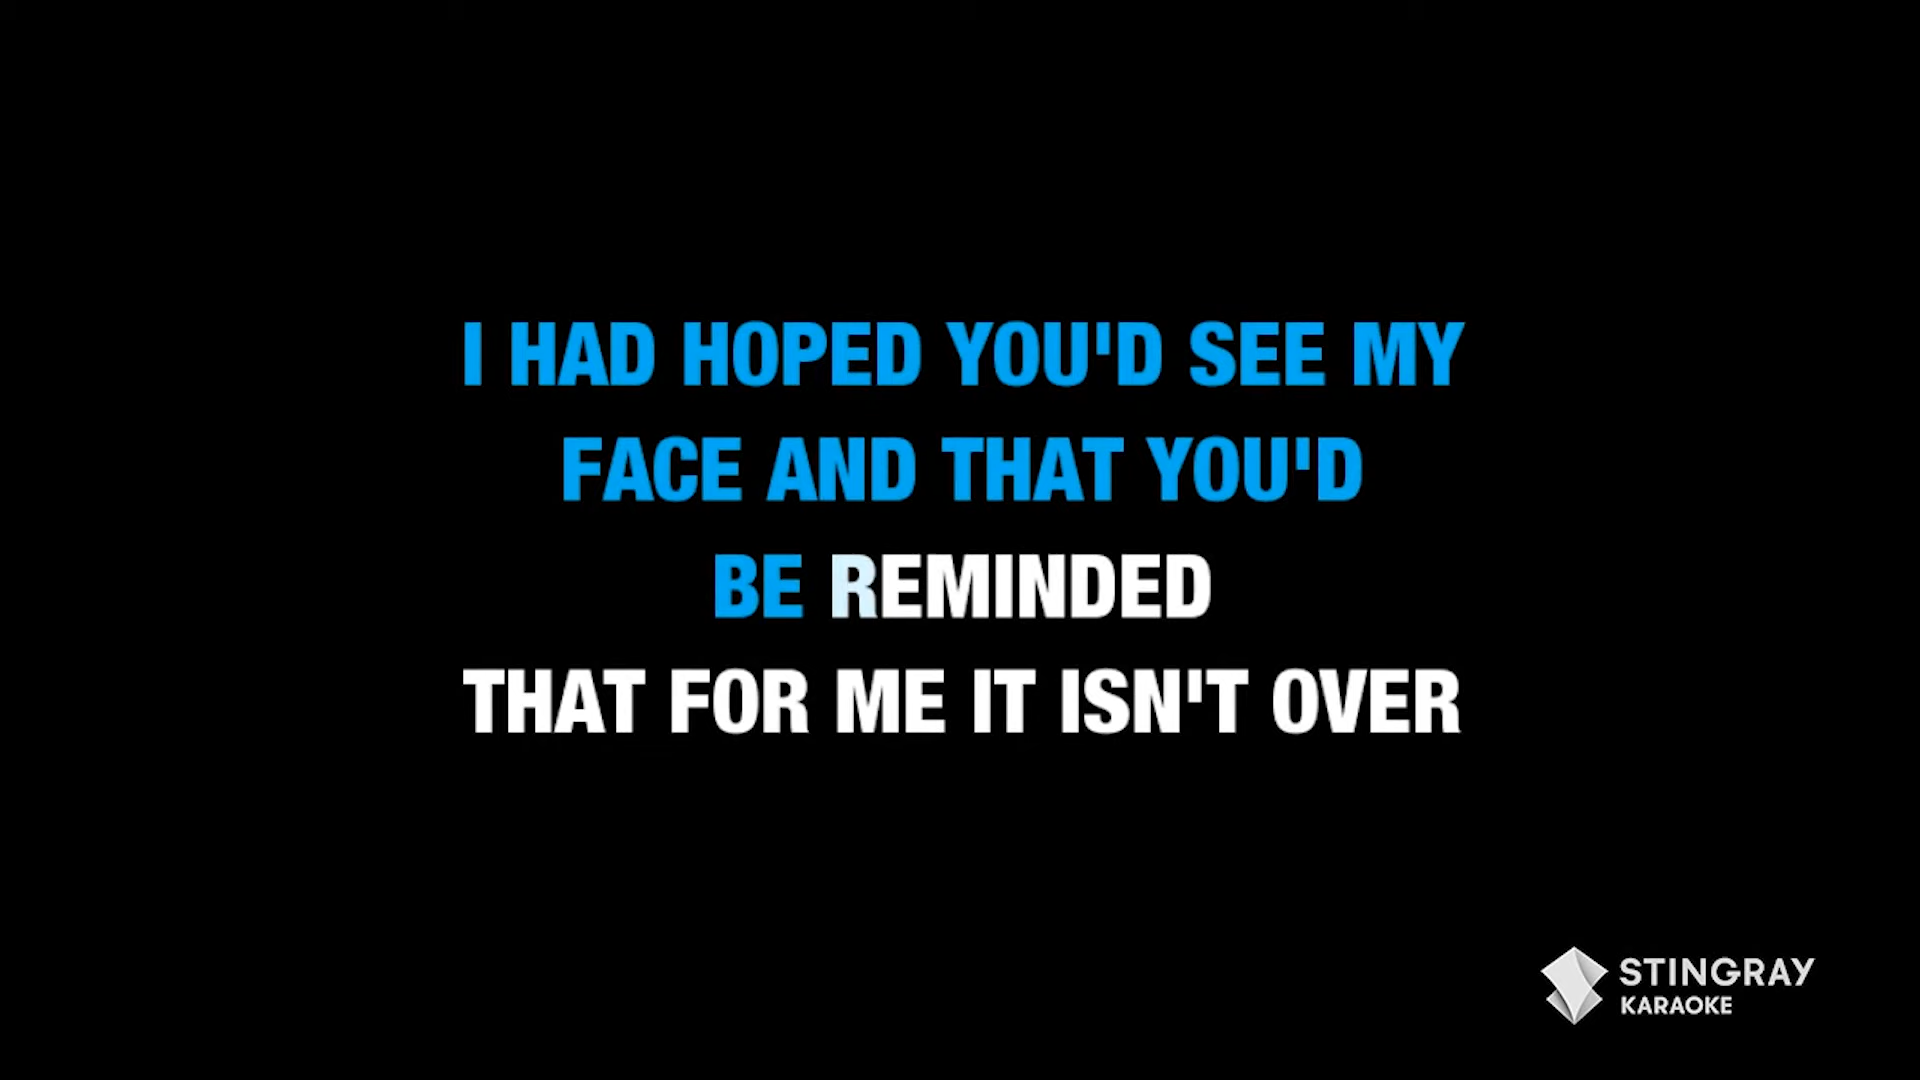 I HAD HOPED YOU'D SEE MY
FACE AND THAT YOU'D
BE REMINDED
THAT FOR ME IT ISN'T OVER
STINGRAY
KARAOKE